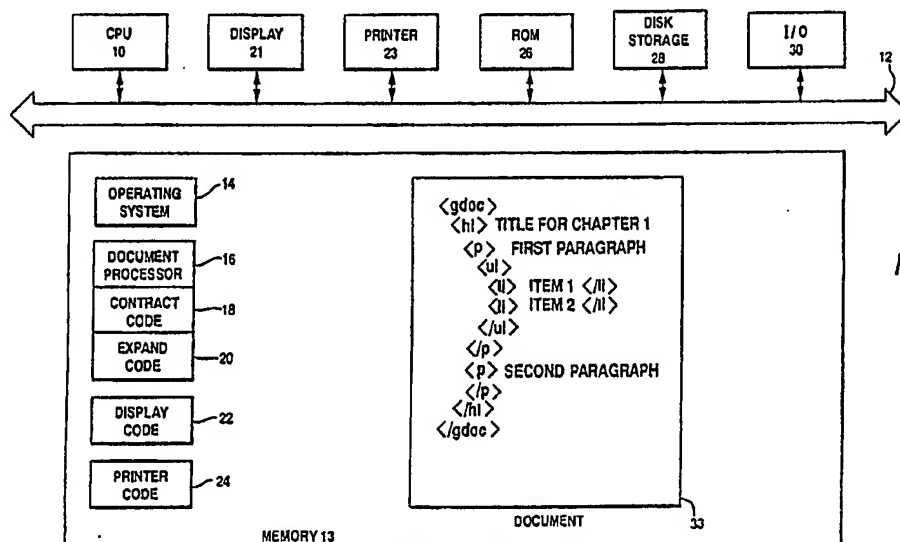 CPU
10
DISPLAY
21
PRINTER
23
ROM
26
DISK
STORAGE
28
I/O
30
12
OPERATING
SYSTEM
14
DOCUMENT
PROCESSOR
16
CONTRACT
CODE
18
EXPAND
CODE
20
DISPLAY
CODE
22
PRINTER
CODE
24
<gdoc>
<hl> TITLE FOR CHAPTER 1
<p> FIRST PARAGRAPH
<ul>
<li> ITEM 1 </li>
<li> ITEM 2 </li>
</ul>
</p>
<p> SECOND PARAGRAPH
</p>
</hl>
</gdoc>
33
DOCUMENT
MEMORY 13